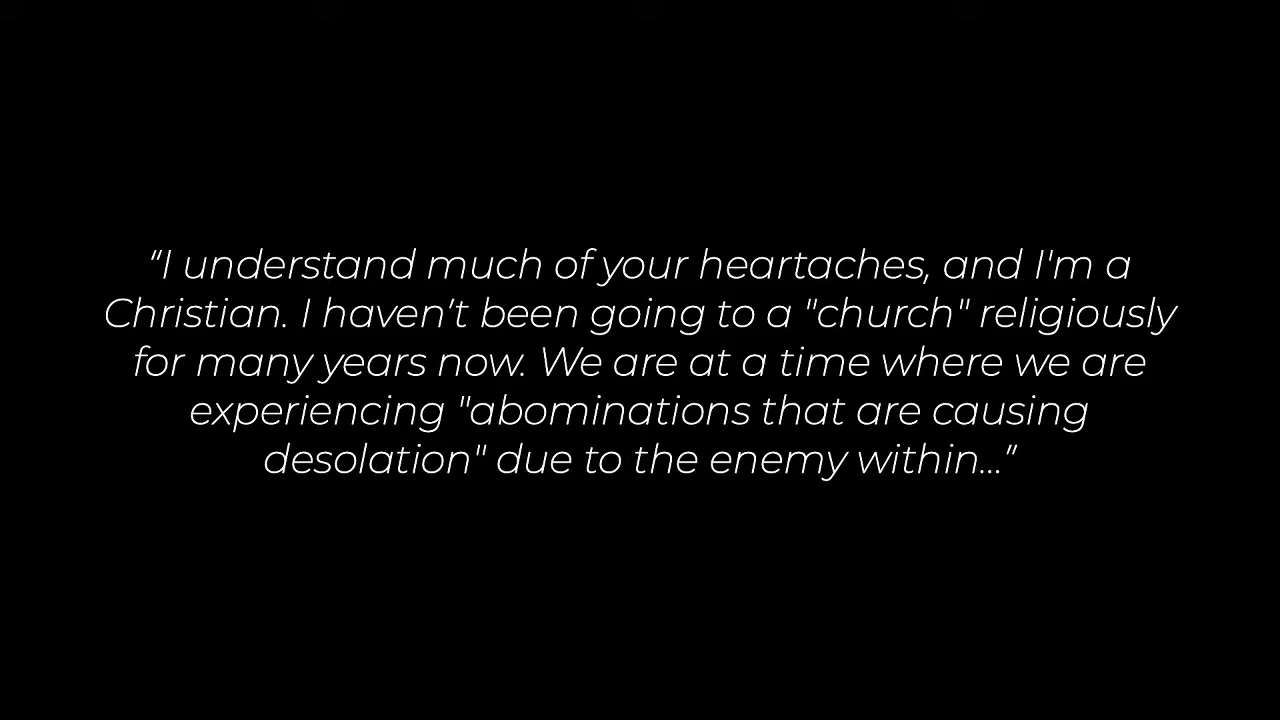 “I understand much of your heartaches, and I'm a
Christian. I haven’t been going to a "church" religiously
for many years now. We are at a time where we are
experiencing "abominations that are causing
desolation" due to the enemy within...”